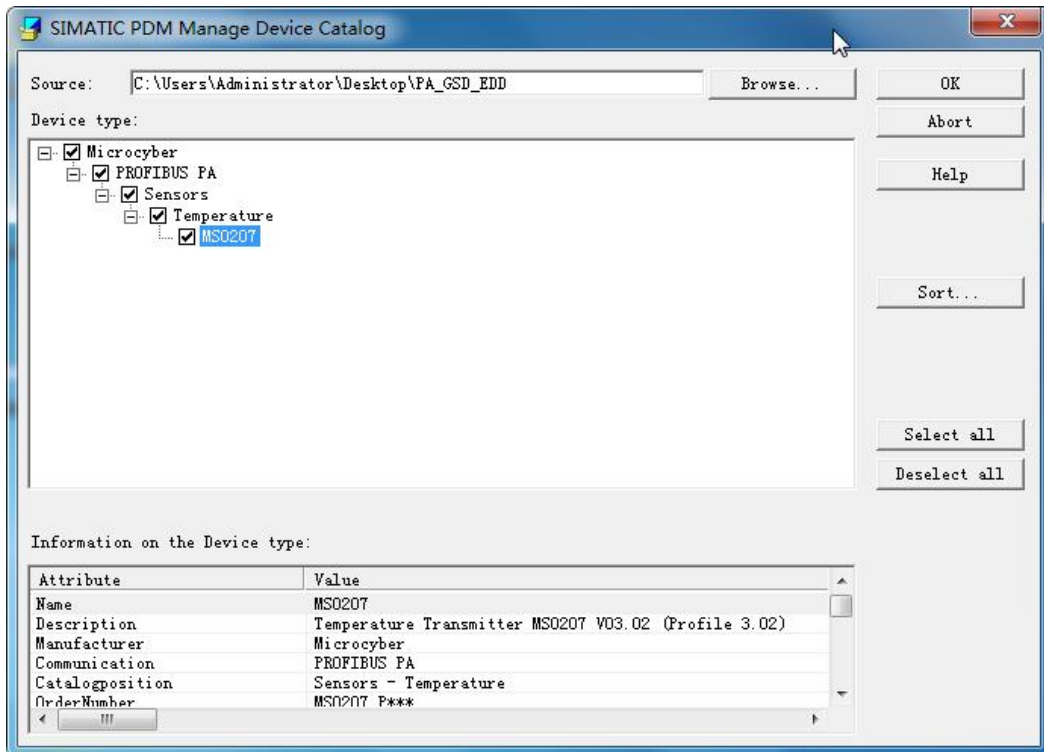 SIMATIC PDM Manage Device Catalog
Source: C:\Users\Administrator\Desktop\PA_GSD_EDD Browse... OK
Device type: Abort
Microcyber
PROFIBUS PA Help
Sensors
Temperature
MS0207
Sort...
Select all
Deselect all
Information on the Device type:
Attribute Value
Name MS0207
Description Temperature Transmitter MS0207 V03.02 (Profile 3.02)
Manufacturer Microcyber
Communication PROFIBUS PA
Catalogposition Sensors - Temperature
OrderNumber MS0207 P***